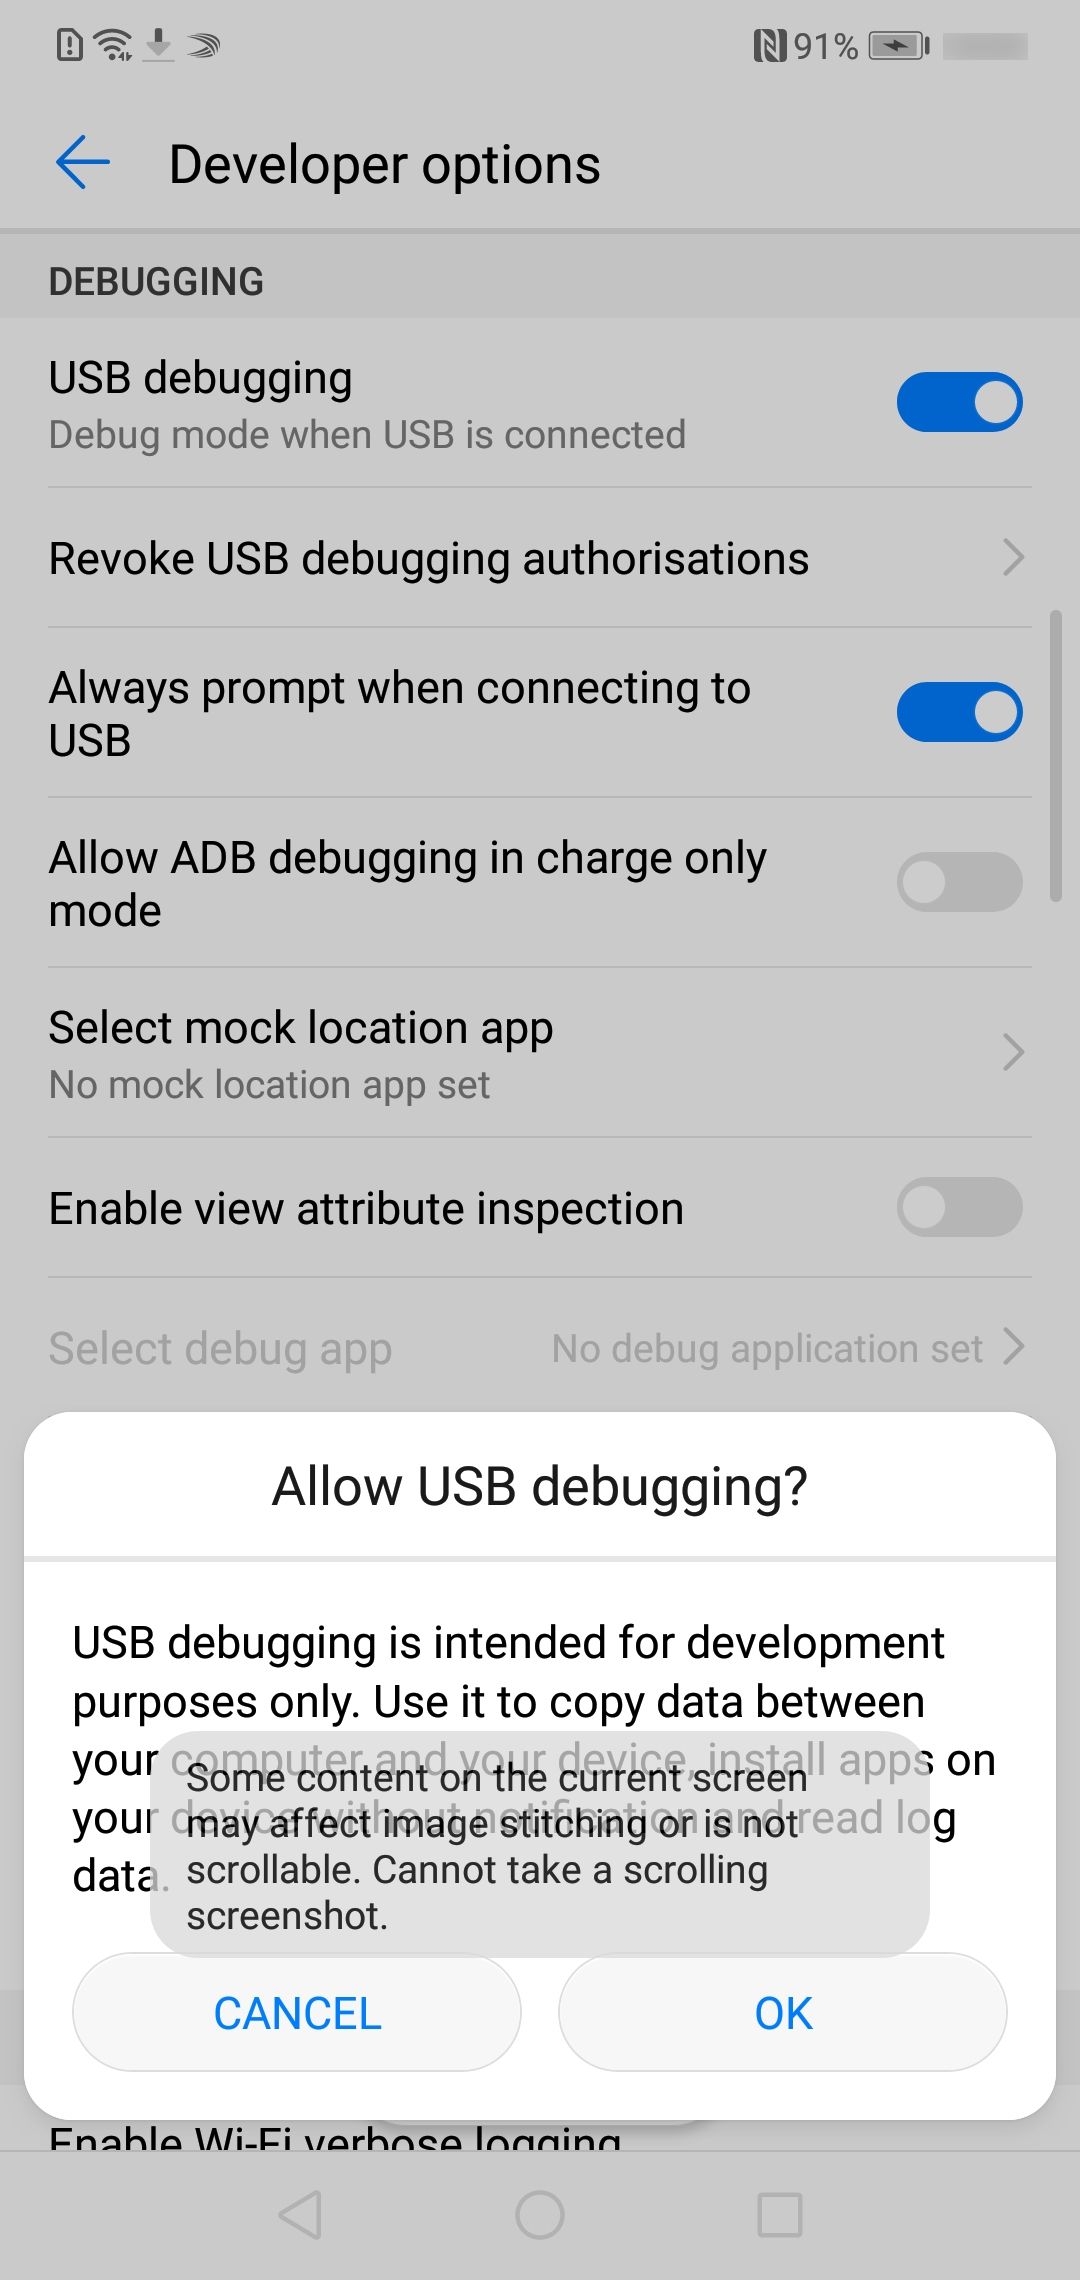 91%
Developer options
DEBUGGING
USB debugging
Debug mode when USB is connected
Revoke USB debugging authorisations
Always prompt when connecting to
USB
Allow ADB debugging in charge only
mode
Select mock location app
No mock location app set
Enable view attribute inspection
Select debug app No debug application set
Allow USB debugging?
USB debugging is intended for development
purposes only. Use it to copy data between
your computer and your device, install apps on
your device without notification and read log
data.
Some content on the current screen
may affect image stitching or is not
scrollable. Cannot take a scrolling
screenshot.
CANCEL OK
Enable Wi-Fi verbose logging